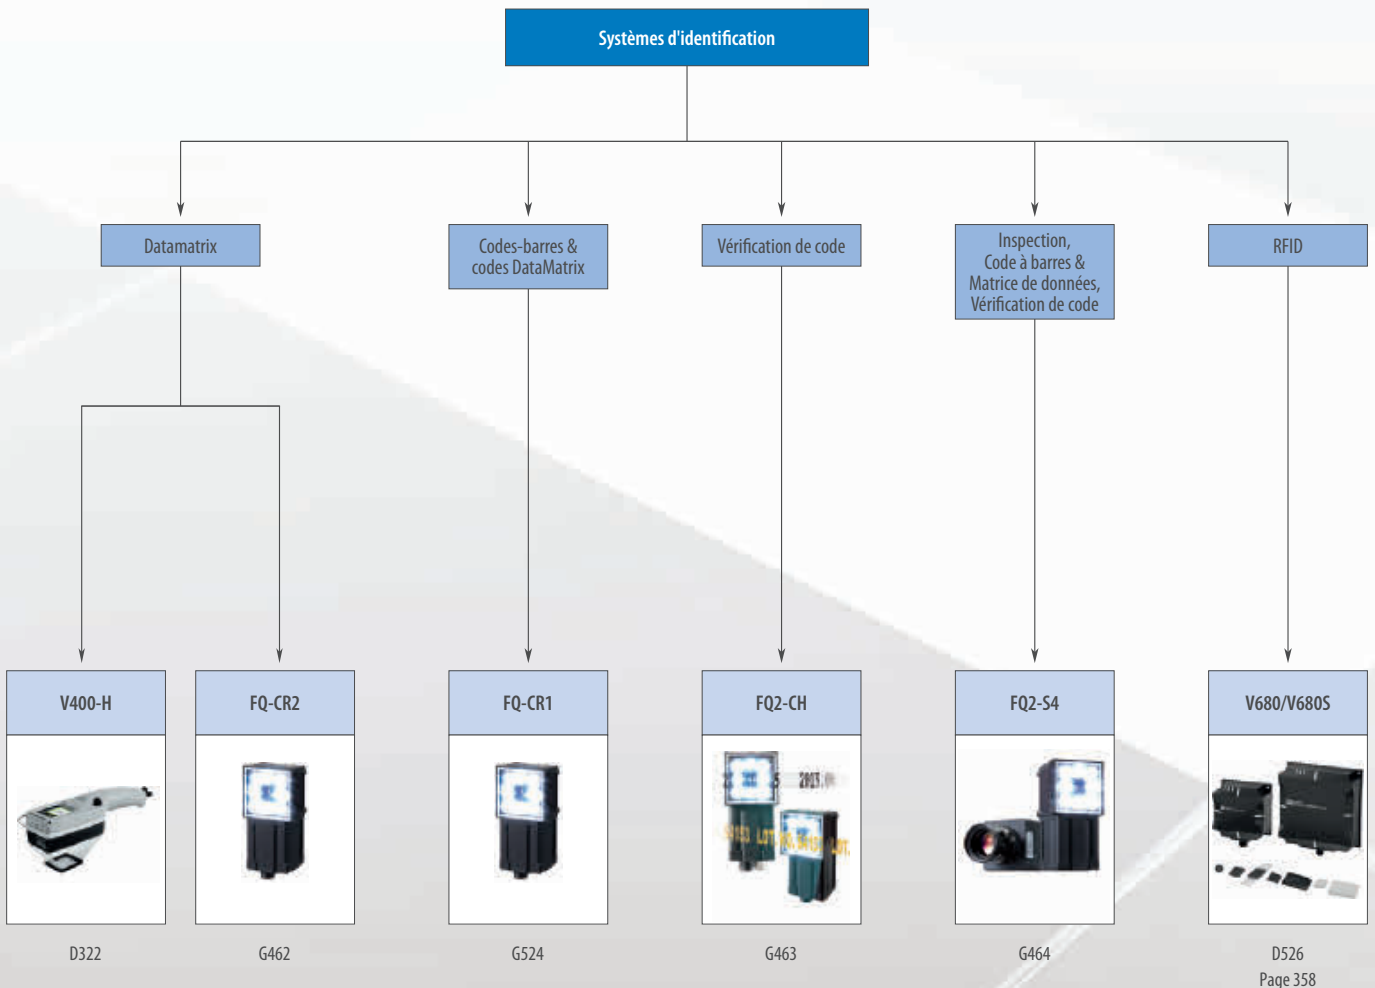 Systèmes d'identification
Datamatrix
Codes-barres &
codes DataMatrix
Vérification de code
Inspection,
Code à barres &
Matrice de données,
Vérification de code
RFID
V400-H
FQ-CR2
FQ-CR1
FQ2-CH
FQ2-S4
V680/V680S
D322
G462
G524
G463
G464
D526
Page 358